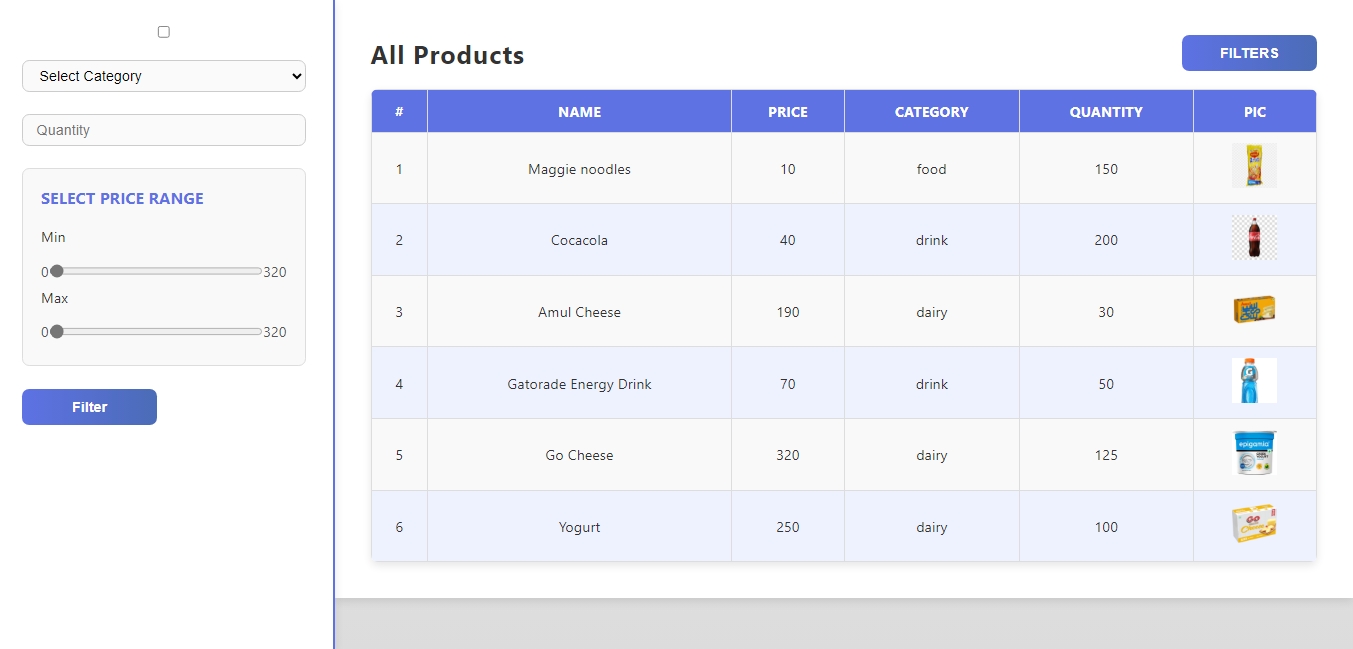 Select Category
Quantity
SELECT PRICE RANGE
Min
0 320
Max
0 320
Filter
All Products
FILTERS
# NAME PRICE CATEGORY QUANTITY PIC
1 Maggie noodles 10 food 150
2 Cocacola 40 drink 200
3 Amul Cheese 190 dairy 30
4 Gatorade Energy Drink 70 drink 50
5 Go Cheese 320 dairy 125
epigamia
6 Yogurt 250 dairy 100
GO